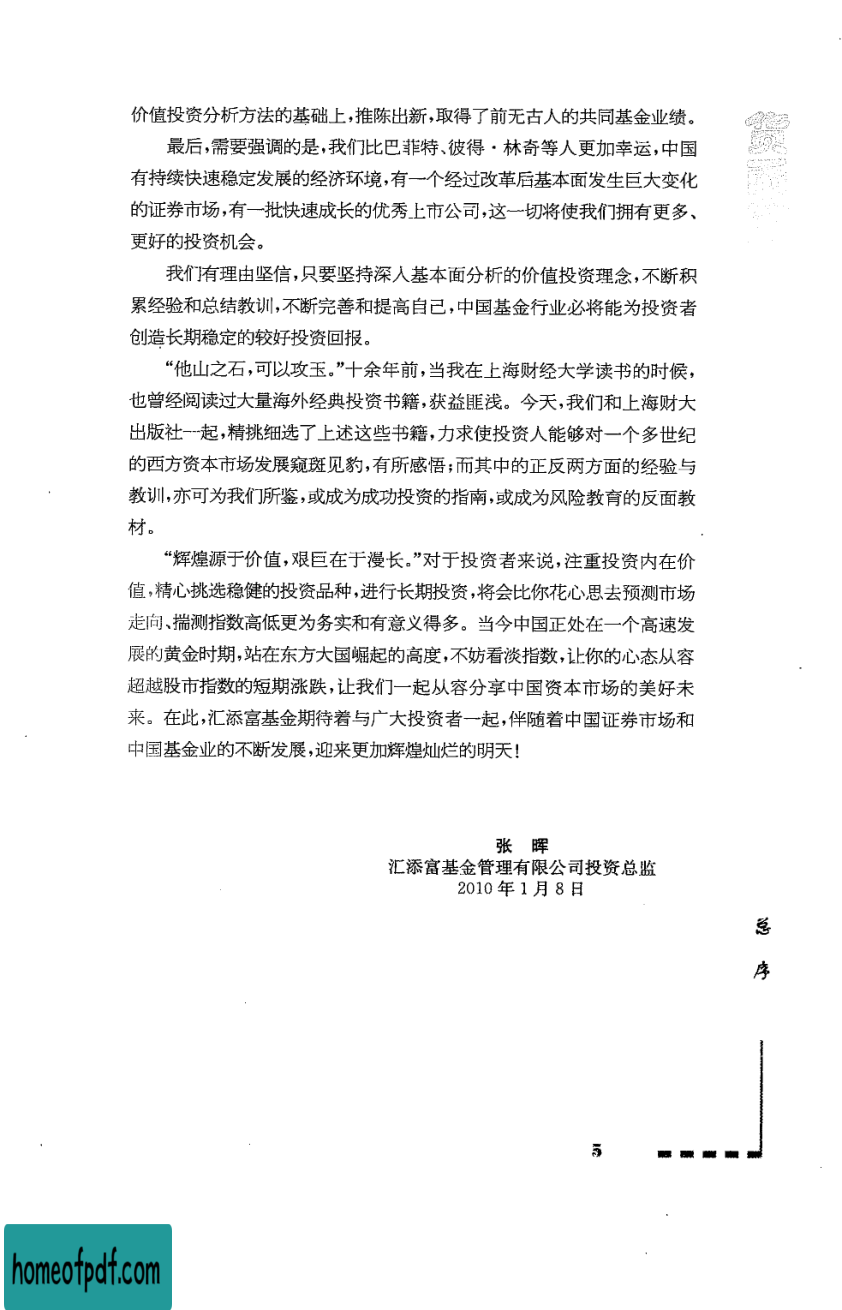 价值投资分析方法的基础上,推陈出新,取得了前无古人的共同基金业绩。
最后,需要强调的是,我们比巴菲特、彼得·林奇等人更加幸运,中国
有持续快速稳定发展的经济环境,有一个经过改革后基本面发生巨大变化
的证券市场,有一批快速成长的优秀上市公司,这一切将使我们拥有更多、
更好的投资机会。
我们有理由坚信,只要坚持深入基本面分析的价值投资理念,不断积
累经验和总结教训,不断完善和提高自己,中国基金行业必将能为投资者
创造长期稳定的较好投资回报。
“他山之石,可以攻玉。”十余年前,当我在上海财经大学读书的时候,
也曾经阅读过大量海外经典投资书籍,获益匪浅。今天,我们和上海财大
出版社一起,精挑细选了上述这些书籍,力求使投资人能够对一个多世纪
的西方资本市场发展窥斑见豹,有所感悟;而其中的正反两方面的经验与
教训,亦可为我们所鉴,或成为成功投资的指南,或成为风险教育的反面教
材。
“辉煌源于价值,艰巨在于漫长。”对于投资者来说,注重投资内在价
值,精心挑选稳健的投资品种,进行长期投资,将会比你花心思去预测市场
走向、揣测指数高低更为务实和有意义得多。当今中国正处在一个高速发
展的黄金时期,站在东方大国崛起的高度,不妨看淡指数,让你的心态从容
超越股市指数的短期涨跌,让我们一起从容分享中国资本市场的美好未
来。在此,汇添富基金期待着与广大投资者一起,伴随着中国证券市场和
中国基金业的不断发展,迎来更加辉煌灿烂的明天!
张 晖
汇添富基金管理有限公司投资总监
2010年1月8日
总
序
5
homeofpdf.com